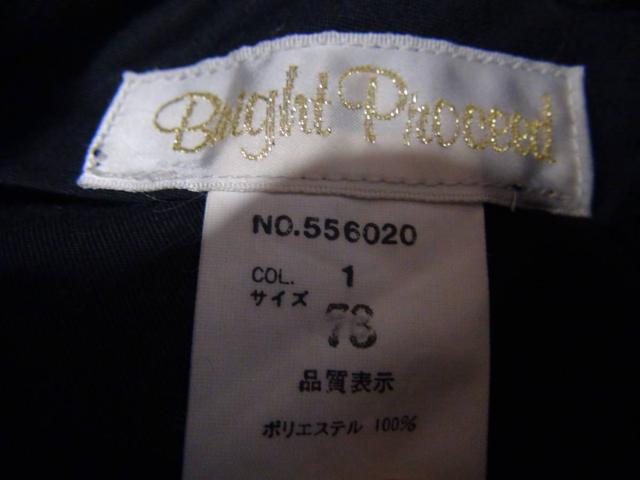 Bright Proceed
NO.556020
COL. 1
サイズ 78
品質表示
ポリエステル 100%